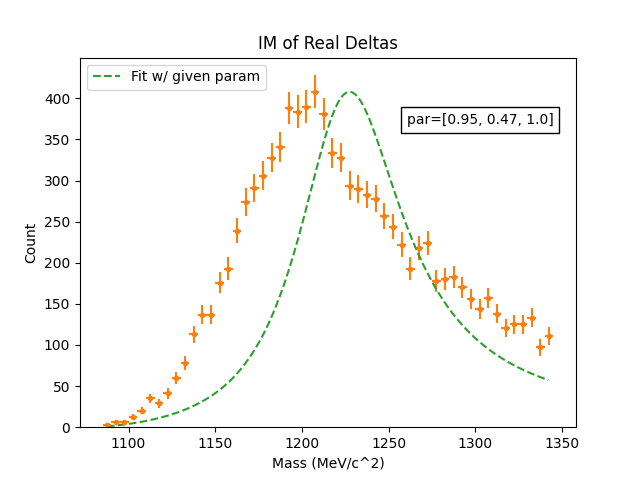 IM of Real Deltas
Fit w/ given param
par=[0.95, 0.47, 1.0]
400
350
300
250
200
150
100
50
0
Count
1100 1150 1200 1250 1300 1350
Mass (MeV/c^2)